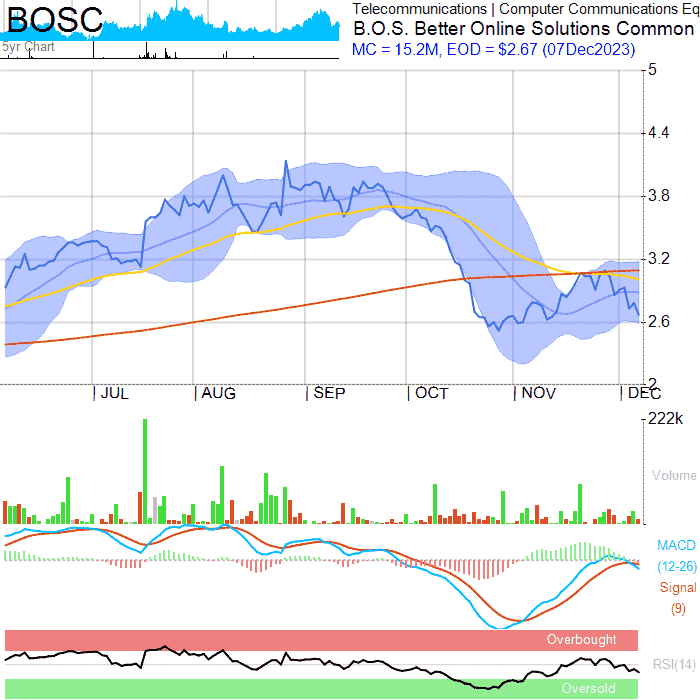 BOSC
5yr Chart
Telecommunications | Computer Communications Eq
B.O.S. Better Online Solutions Common
MC = 15.2M, EOD = $2.67 (07Dec2023)
5
4.4
3.8
3.2
2.6
2
JUL
AUG
SEP
OCT
NOV
DEC
222k
Volume
MACD
(12-26)
Signal
(9)
Overbought
RSI(14)
Oversold